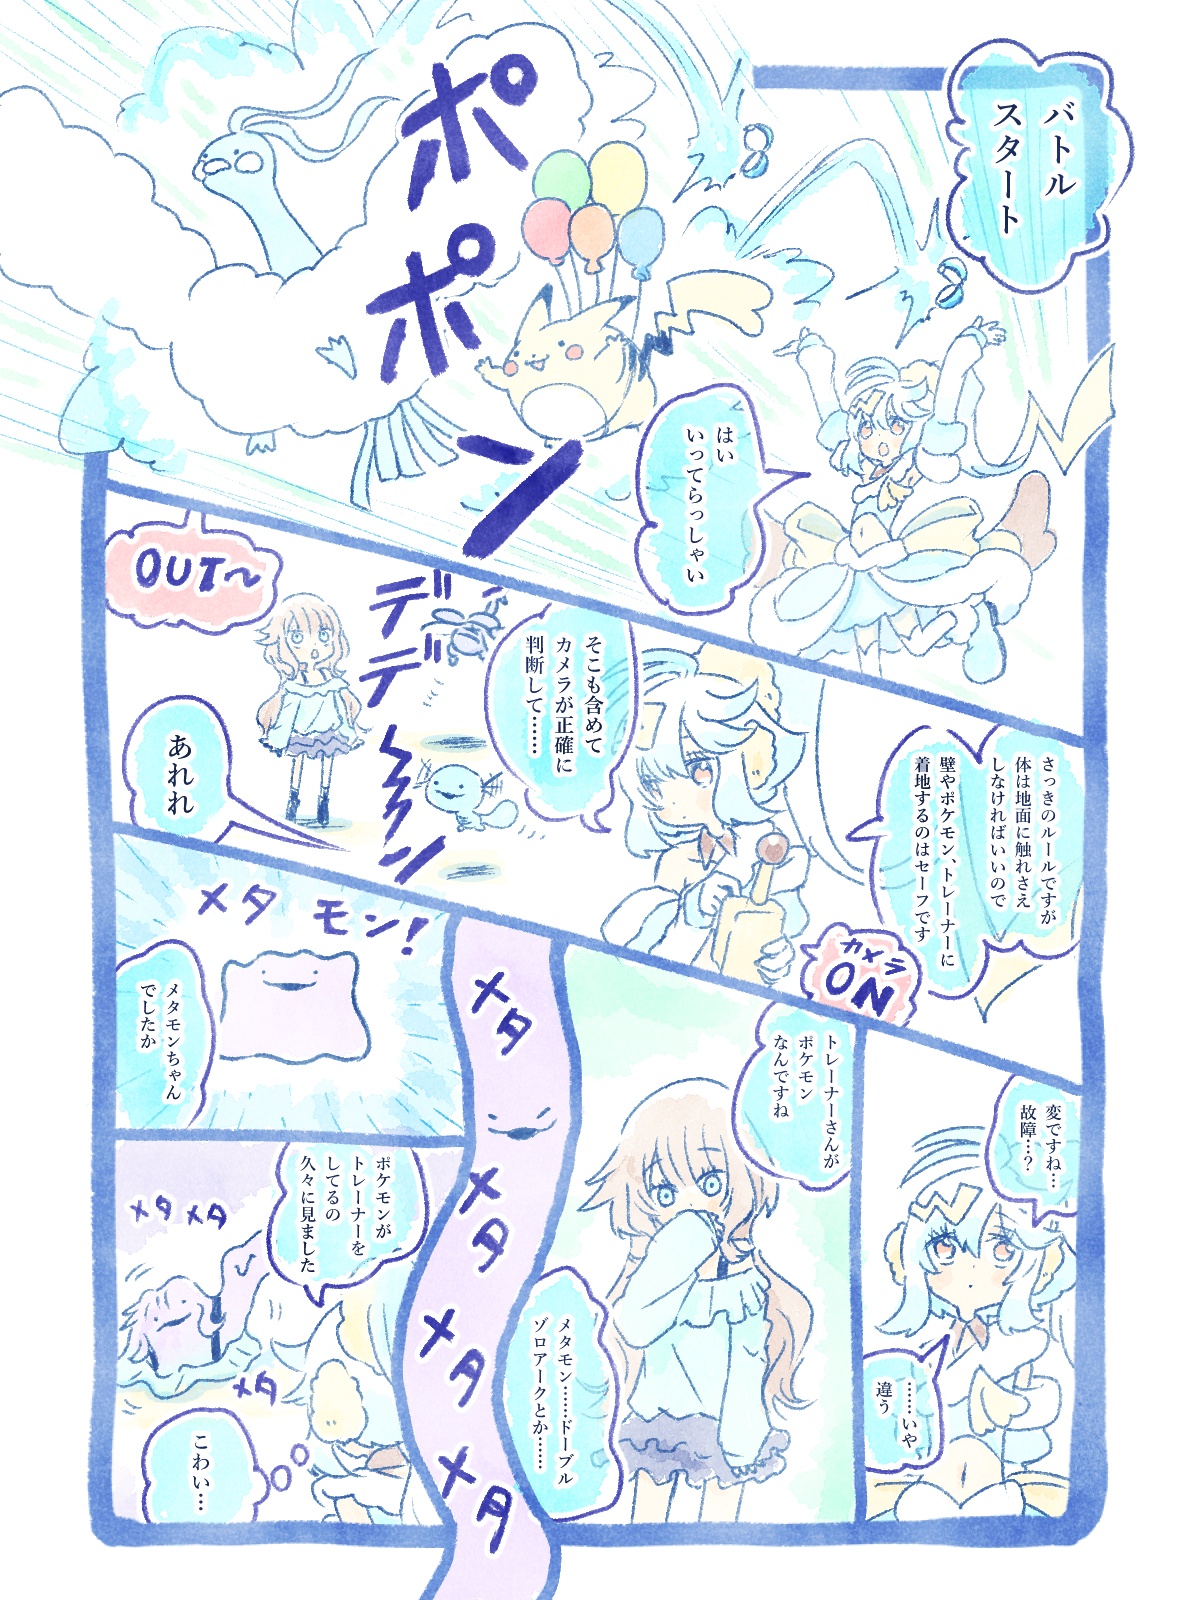 バトル
スタート
ポポーン
はい
いってらっしゃい
さっきのルールですが
体は地面に触れさえ
しなければいいので
壁やポケモン、トレーナーに
着地するのはセーフです
カメラ
ON
そこも含めて
カメラが正確に
判断して……
デデーン
OUT～
あれれ
変ですね…
故障…?
……いや
違う
トレーナーさんが
ポケモン
なんですね
メタモン……ドーブル
ゾロアークとか……
メタ
メタ
メタ
メタ
メタモン!
メタモンちゃん
でしたか
ポケモンが
トレーナーを
してるの
久々に見ました
メタメタ
メタ
こわい…